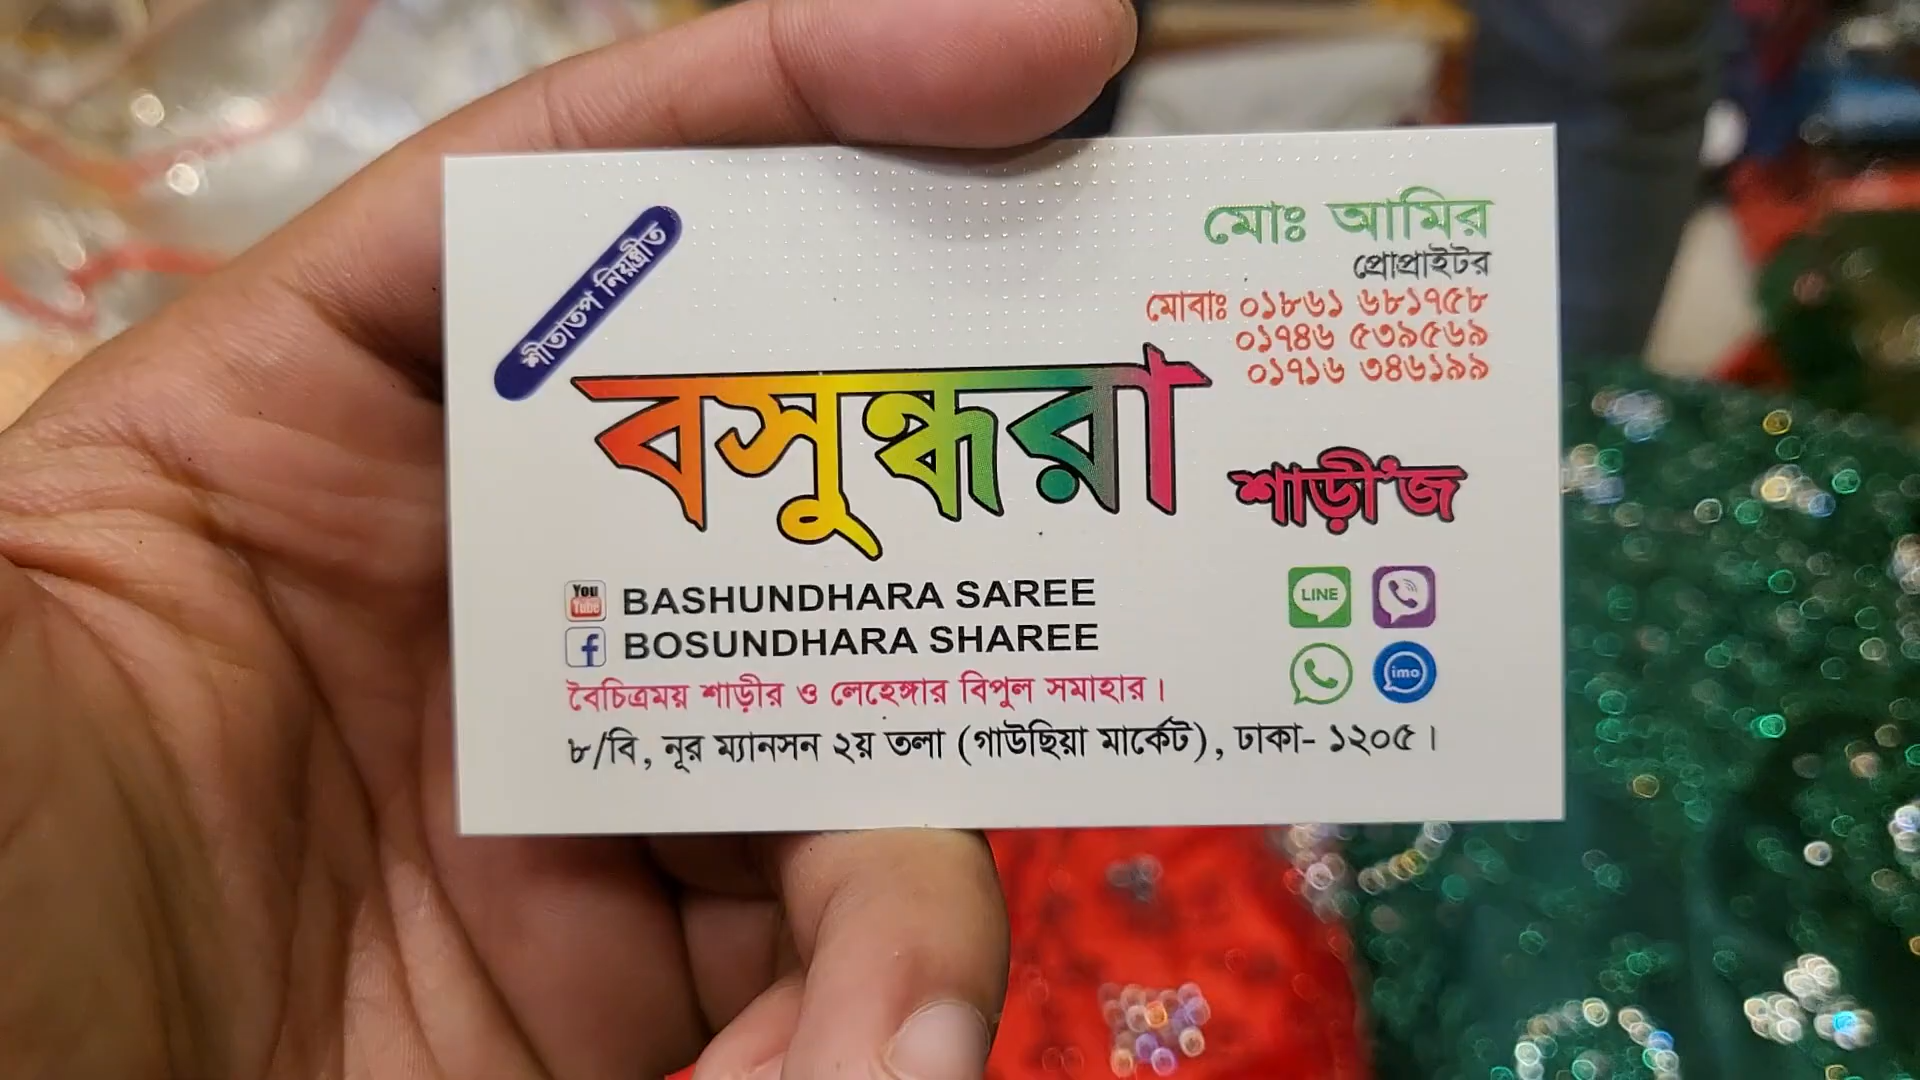 শীতাতপ নিয়ন্ত্রীত
মোঃ আমির
প্রোপ্রাইটর
মোবাঃ ০১৮৬১ ৬৮১৭৫৮
০১৭৪৬ ৫৩৯৫৬৯
০১৭১৬ ৩৪৬১৯৯
বসুন্ধরা
শাড়ী'জ
You Tube BASHUNDHARA SAREE
f BOSUNDHARA SHAREE
LINE
imo
বৈচিত্রময় শাড়ীর ও লেহেঙ্গার বিপুল সমাহার।
৮/বি, নূর ম্যানসন ২য় তলা (গাউছিয়া মার্কেট), ঢাকা- ১২০৫।